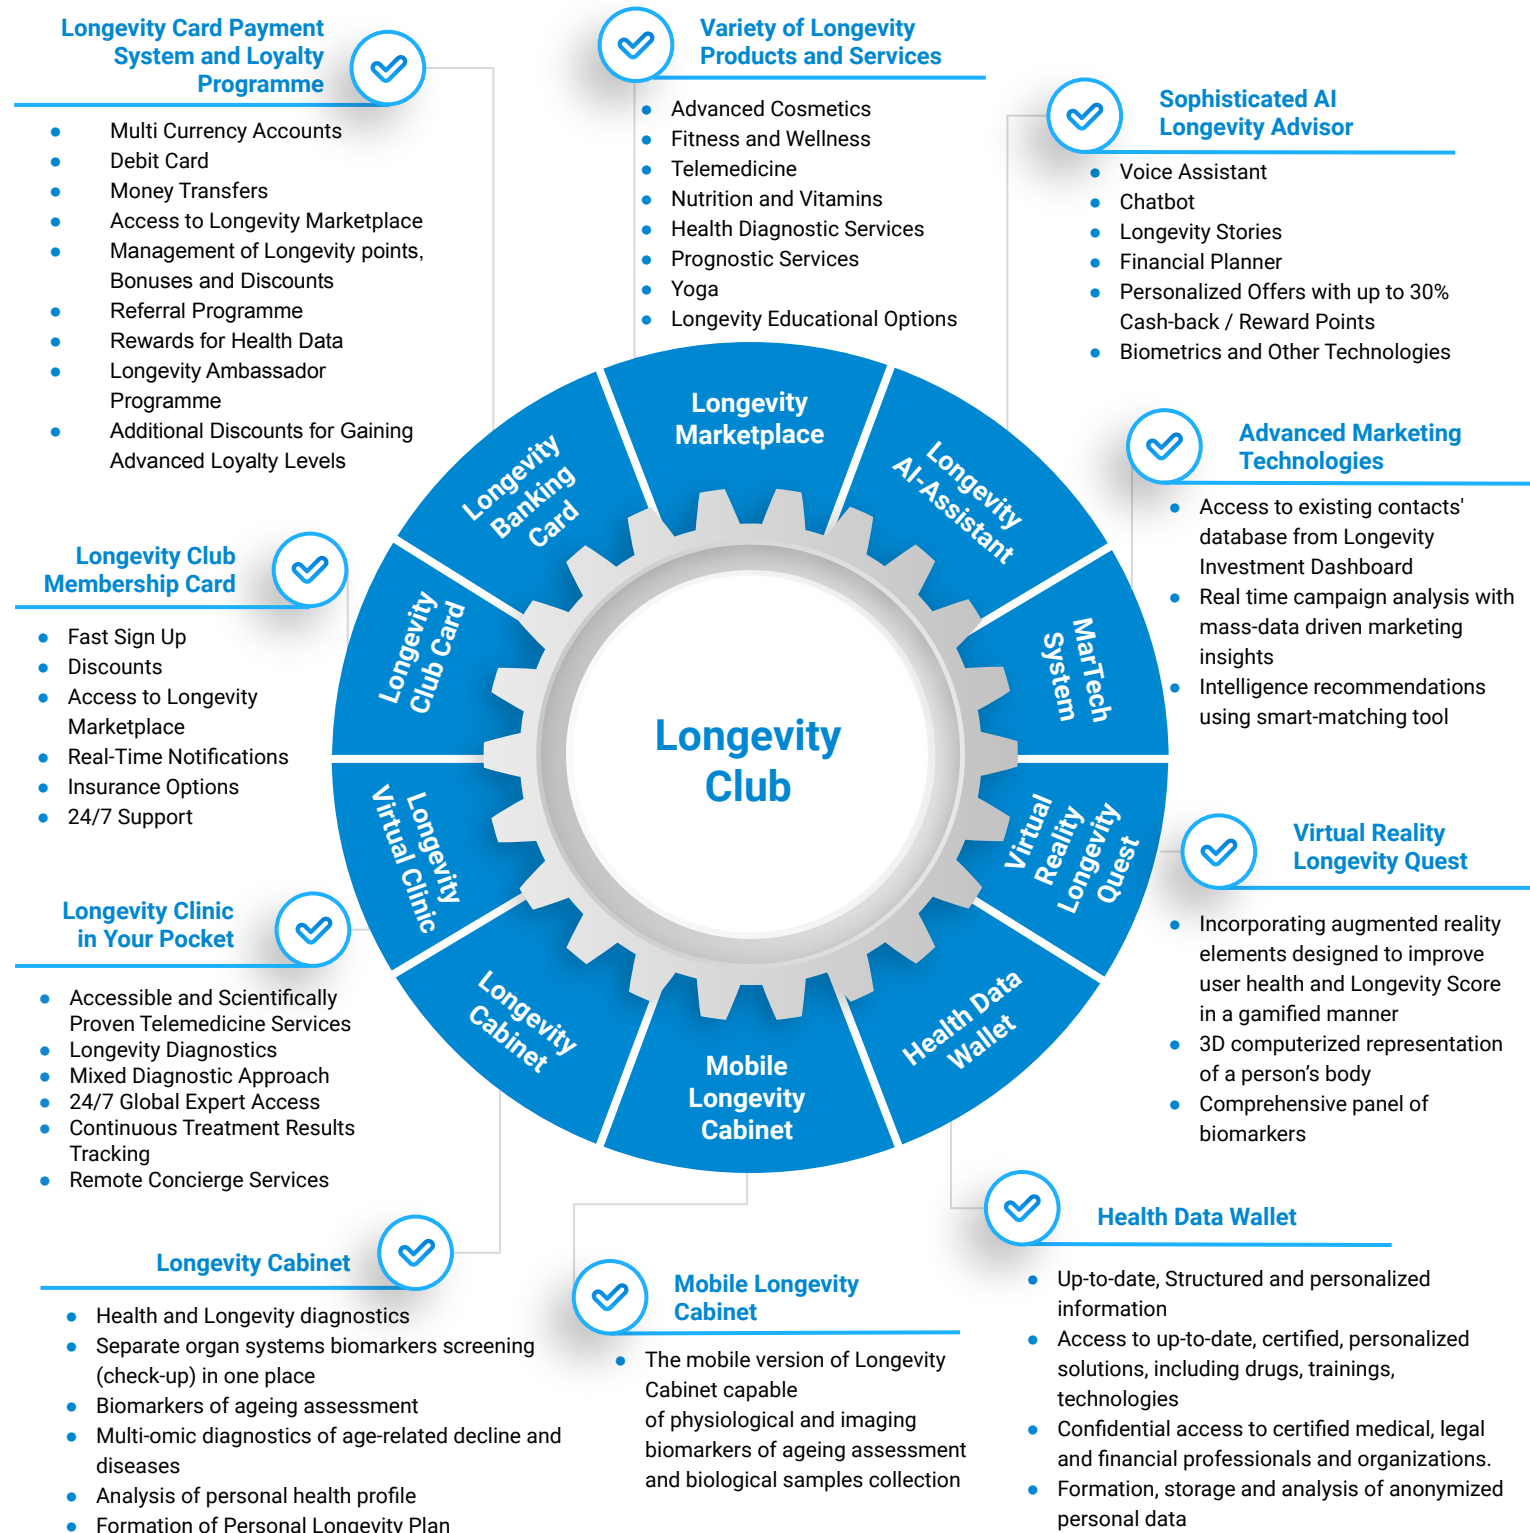 Longevity Card Payment
System and Loyalty
Programme
Multi Currency Accounts
Debit Card
Money Transfers
Access to Longevity Marketplace
Management of Longevity points,
Bonuses and Discounts
Referral Programme
Rewards for Health Data
Longevity Ambassador
Programme
Additional Discounts for Gaining
Advanced Loyalty Levels
Variety of Longevity
Products and Services
Advanced Cosmetics
Fitness and Wellness
Telemedicine
Nutrition and Vitamins
Health Diagnostic Services
Prognostic Services
Yoga
Longevity Educational Options
Sophisticated AI
Longevity Advisor
Voice Assistant
Chatbot
Longevity Stories
Financial Planner
Personalized Offers with up to 30%
Cash-back / Reward Points
Biometrics and Other Technologies
Advanced Marketing
Technologies
Access to existing contacts'
database from Longevity
Investment Dashboard
Real time campaign analysis with
mass-data driven marketing
insights
Intelligence recommendations
using smart-matching tool
Longevity Club
Membership Card
Fast Sign Up
Discounts
Access to Longevity
Marketplace
Real-Time Notifications
Insurance Options
24/7 Support
Longevity
Marketplace
Longevity
AI-Assistant
MarTech
System
Virtual
Reality
Longevity
Quest
Health Data
Wallet
Mobile
Longevity
Cabinet
Longevity
Cabinet
Longevity
Virtual Clinic
Longevity
Club Card
Longevity
Banking
Card
Longevity
Club
Virtual Reality
Longevity Quest
Incorporating augmented reality
elements designed to improve
user health and Longevity Score
in a gamified manner
3D computerized representation
of a person’s body
Comprehensive panel of
biomarkers
Longevity Clinic
in Your Pocket
Accessible and Scientifically
Proven Telemedicine Services
Longevity Diagnostics
Mixed Diagnostic Approach
24/7 Global Expert Access
Continuous Treatment Results
Tracking
Remote Concierge Services
Longevity Cabinet
Health and Longevity diagnostics
Separate organ systems biomarkers screening
(check-up) in one place
Biomarkers of ageing assessment
Multi-omic diagnostics of age-related decline and
diseases
Analysis of personal health profile
Formation of Personal Longevity Plan
Mobile Longevity
Cabinet
The mobile version of Longevity
Cabinet capable
of physiological and imaging
biomarkers of ageing assessment
and biological samples collection
Health Data Wallet
Up-to-date, Structured and personalized
information
Access to up-to-date, certified, personalized
solutions, including drugs, trainings,
technologies
Confidential access to certified medical, legal
and financial professionals and organizations.
Formation, storage and analysis of anonymized
personal data